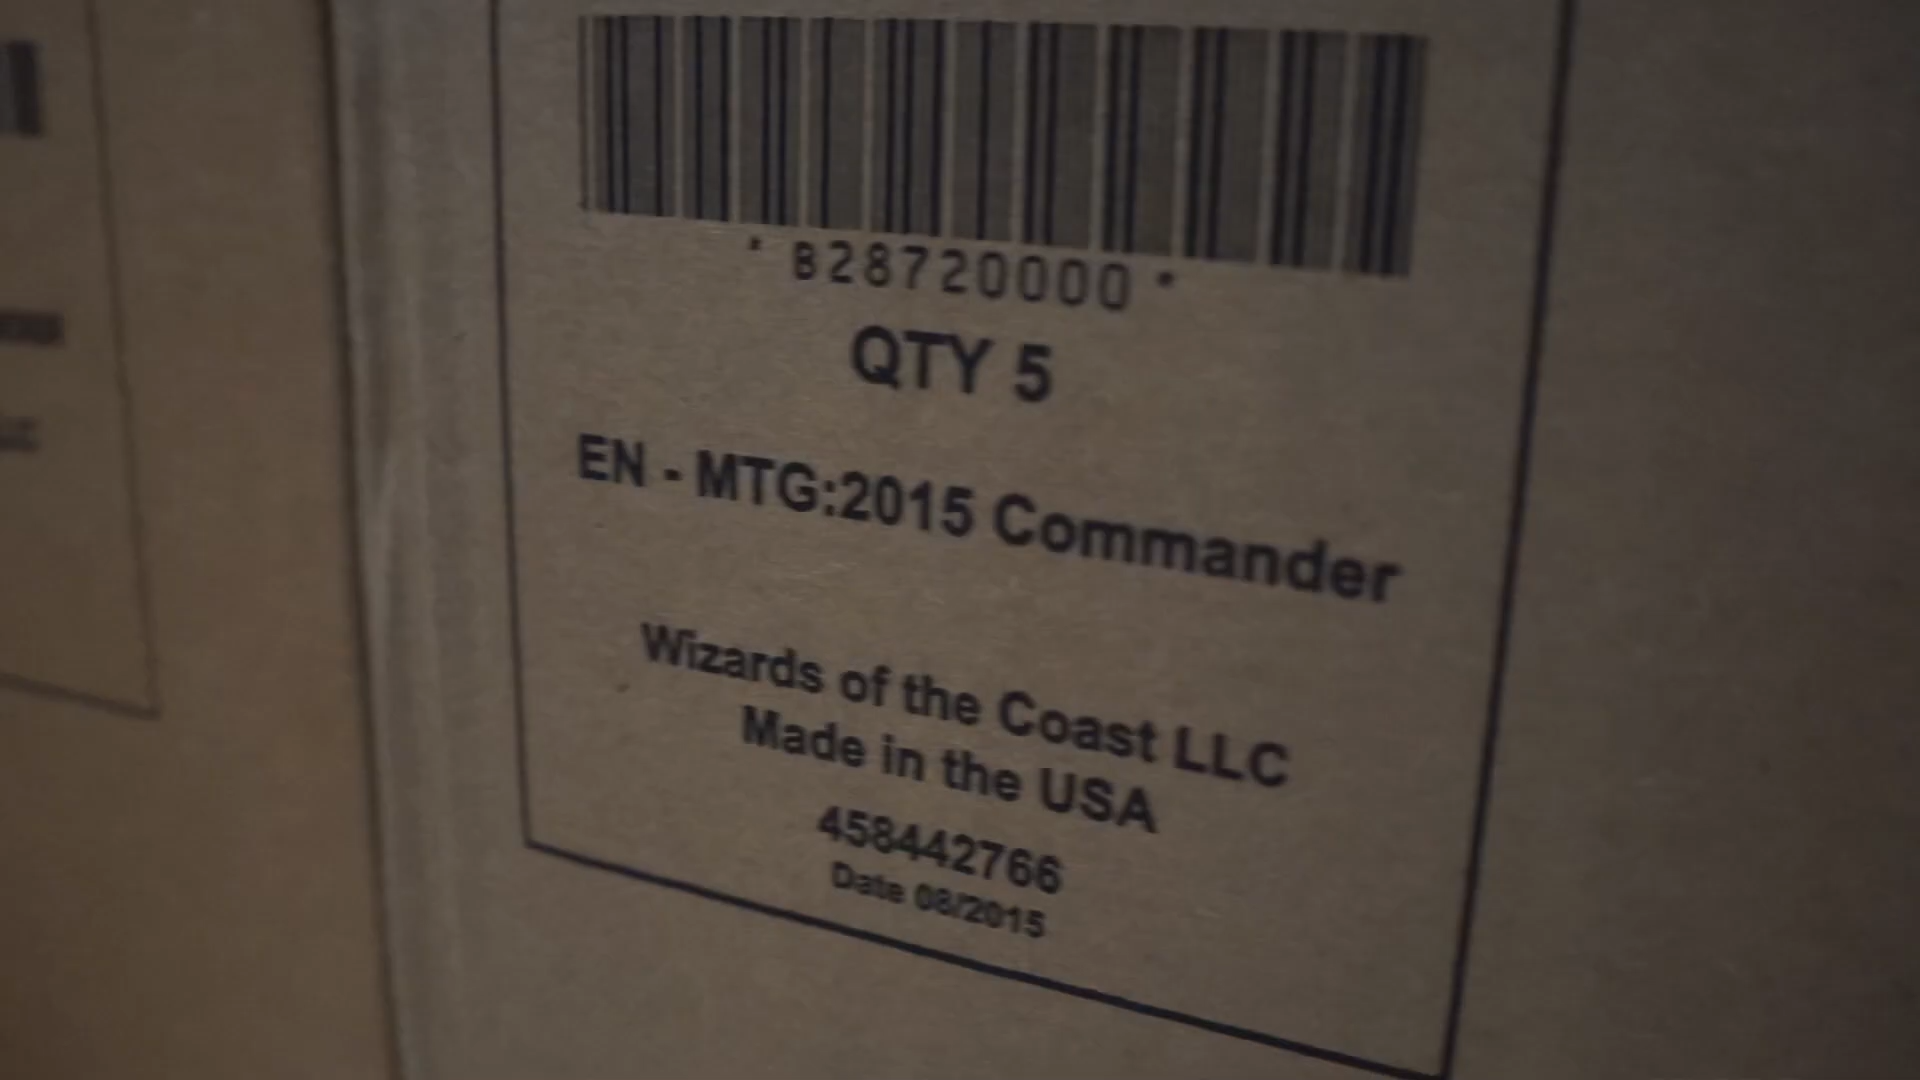 *B28720000*
QTY 5
EN - MTG:2015 Commander
Wizards of the Coast LLC
Made in the USA
458442766
Date 08/2015